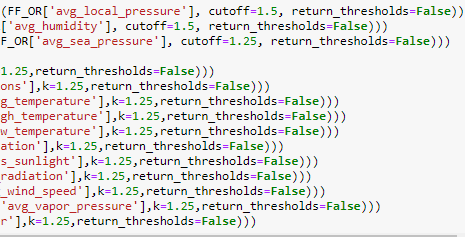 (FF_OR['avg_local_pressure'], cutoff=1.5, return_thresholds=False))
['avg_humidity'], cutoff=1.5, return_thresholds=False)))
F_OR['avg_sea_pressure'], cutoff=1.25, return_thresholds=False)))
1.25,return_thresholds=False)))
ons'],k=1.25,return_thresholds=False)))
g_temperature'],k=1.25,return_thresholds=False)))
gh_temperature'],k=1.25,return_thresholds=False)))
w_temperature'],k=1.25,return_thresholds=False)))
ation'],k=1.25,return_thresholds=False)))
s_sunlight'],k=1.25,return_thresholds=False)))
radiation'],k=1.25,return_thresholds=False)))
_wind_speed'],k=1.25,return_thresholds=False)))
'avg_vapor_pressure'],k=1.25,return_thresholds=False)))
r'],k=1.25,return_thresholds=False)))